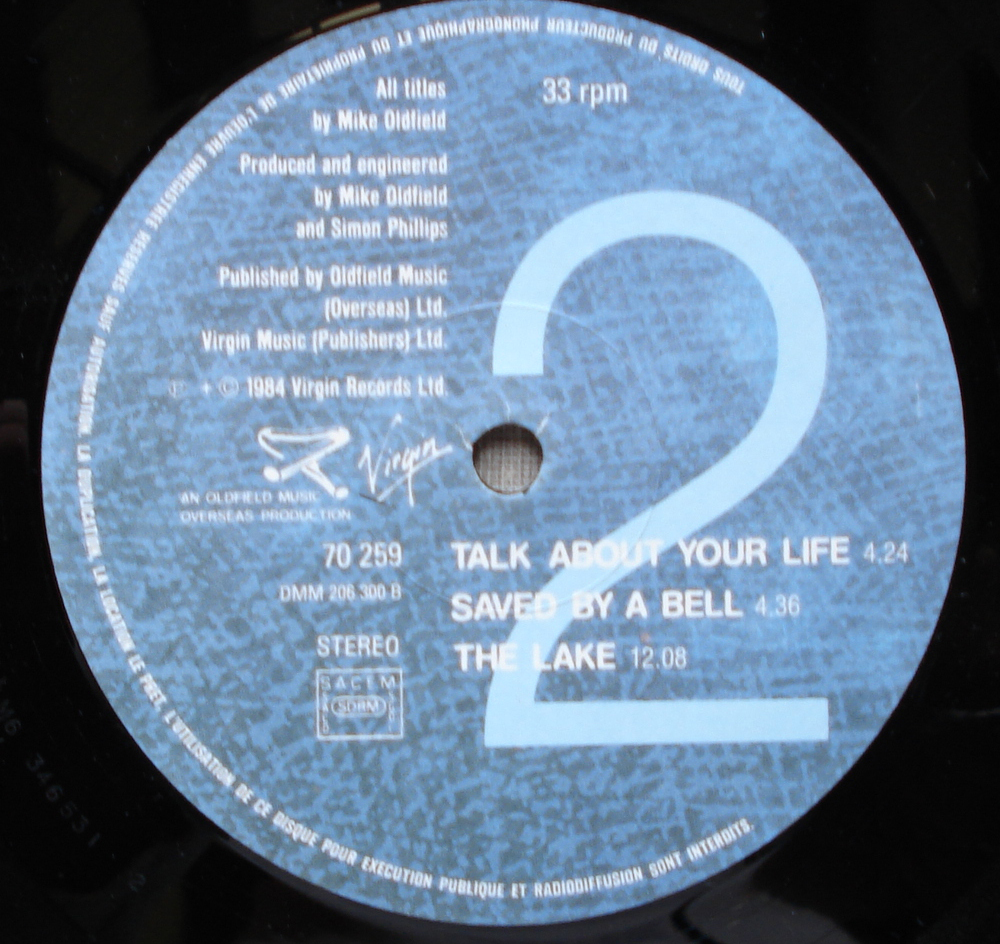 TOUS DROITS DU PRODUCTEUR PHONOGRAPHIQUE ET DU PROPRIETAIRE DE L'OEUVRE ENREGISTREE RESERVES SAUF AUTORISATION. LA DUPLICATION, LA LOCATION LE PRET, L'UTILISATION DE CE DISQUE POUR EXECUTION PUBLIQUE ET RADIODIFFUSION SONT INTERDITS.
All titles
by Mike Oldfield
33 rpm
Produced and engineered
by Mike Oldfield
and Simon Phillips
Published by Oldfield Music
(Overseas) Ltd.
Virgin Music (Publishers) Ltd.
℗ + © 1984 Virgin Records Ltd.
2
Virgin
AN OLDFIELD MUSIC
OVERSEAS PRODUCTION
70 259
DMM 206 300 B
STEREO
SACEM
SDRM
TALK ABOUT YOUR LIFE 4.24
SAVED BY A BELL 4.36
THE LAKE 12.08